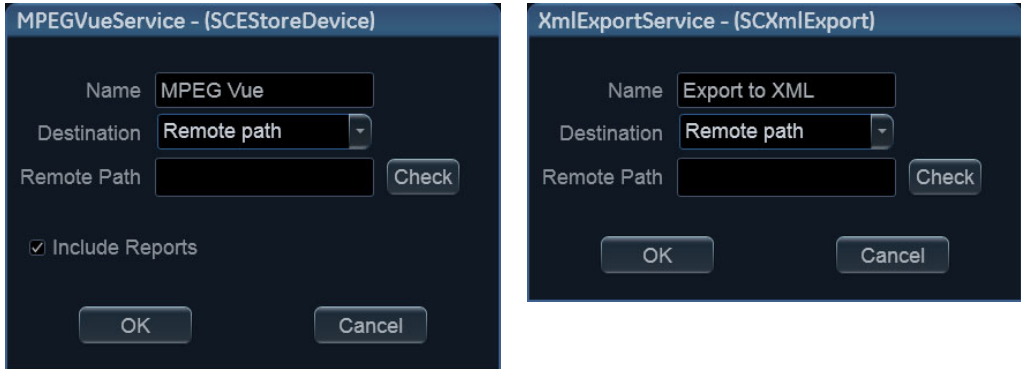 MPEGVueService - (SCEStoreDevice)
Name MPEG Vue
Destination Remote path
Remote Path Check
Include Reports
OK Cancel
XmlExportService - (SCXmlExport)
Name Export to XML
Destination Remote path
Remote Path Check
OK Cancel